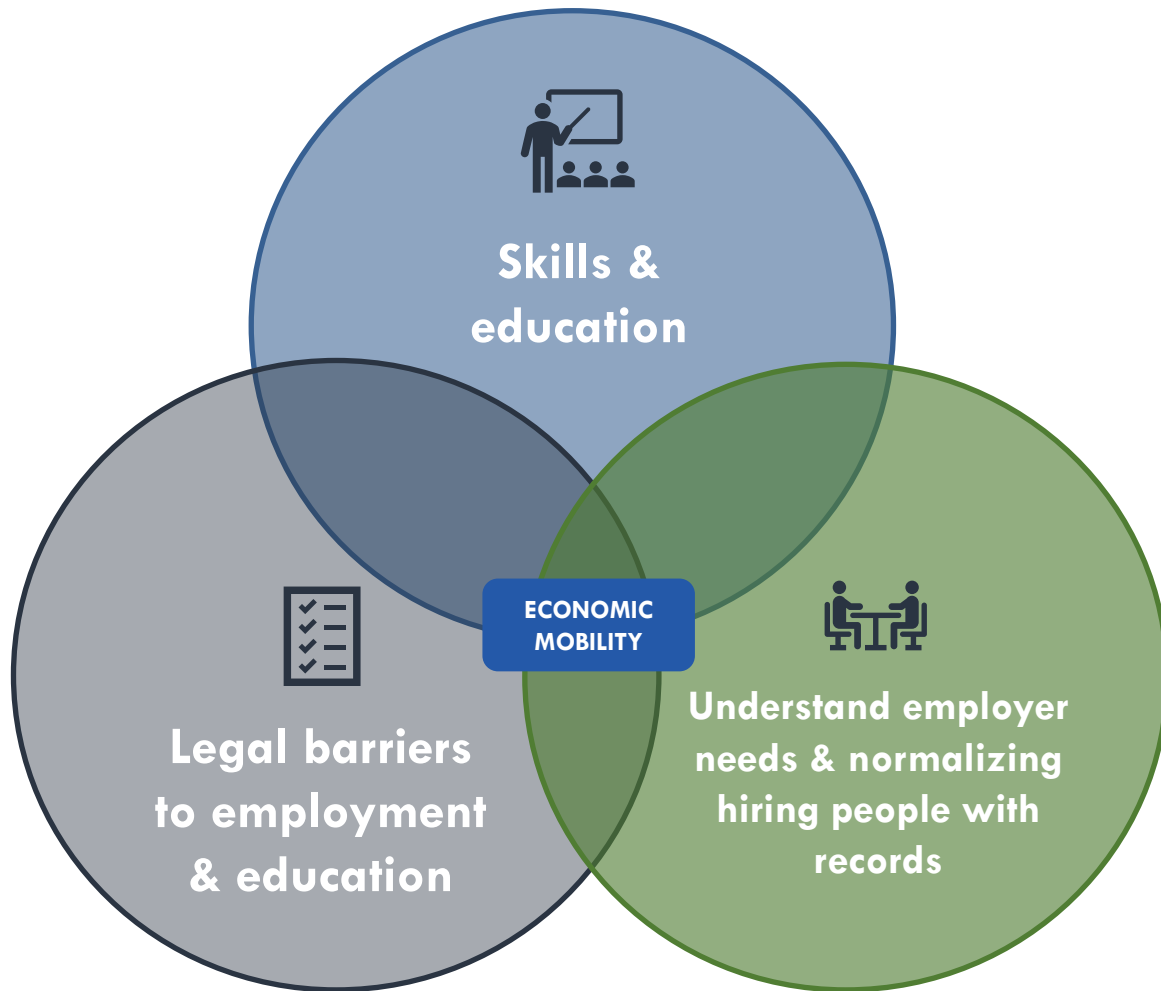 Skills &
education
ECONOMIC
MOBILITY
Legal barriers
to employment
& education
Understand employer
needs & normalizing
hiring people with
records